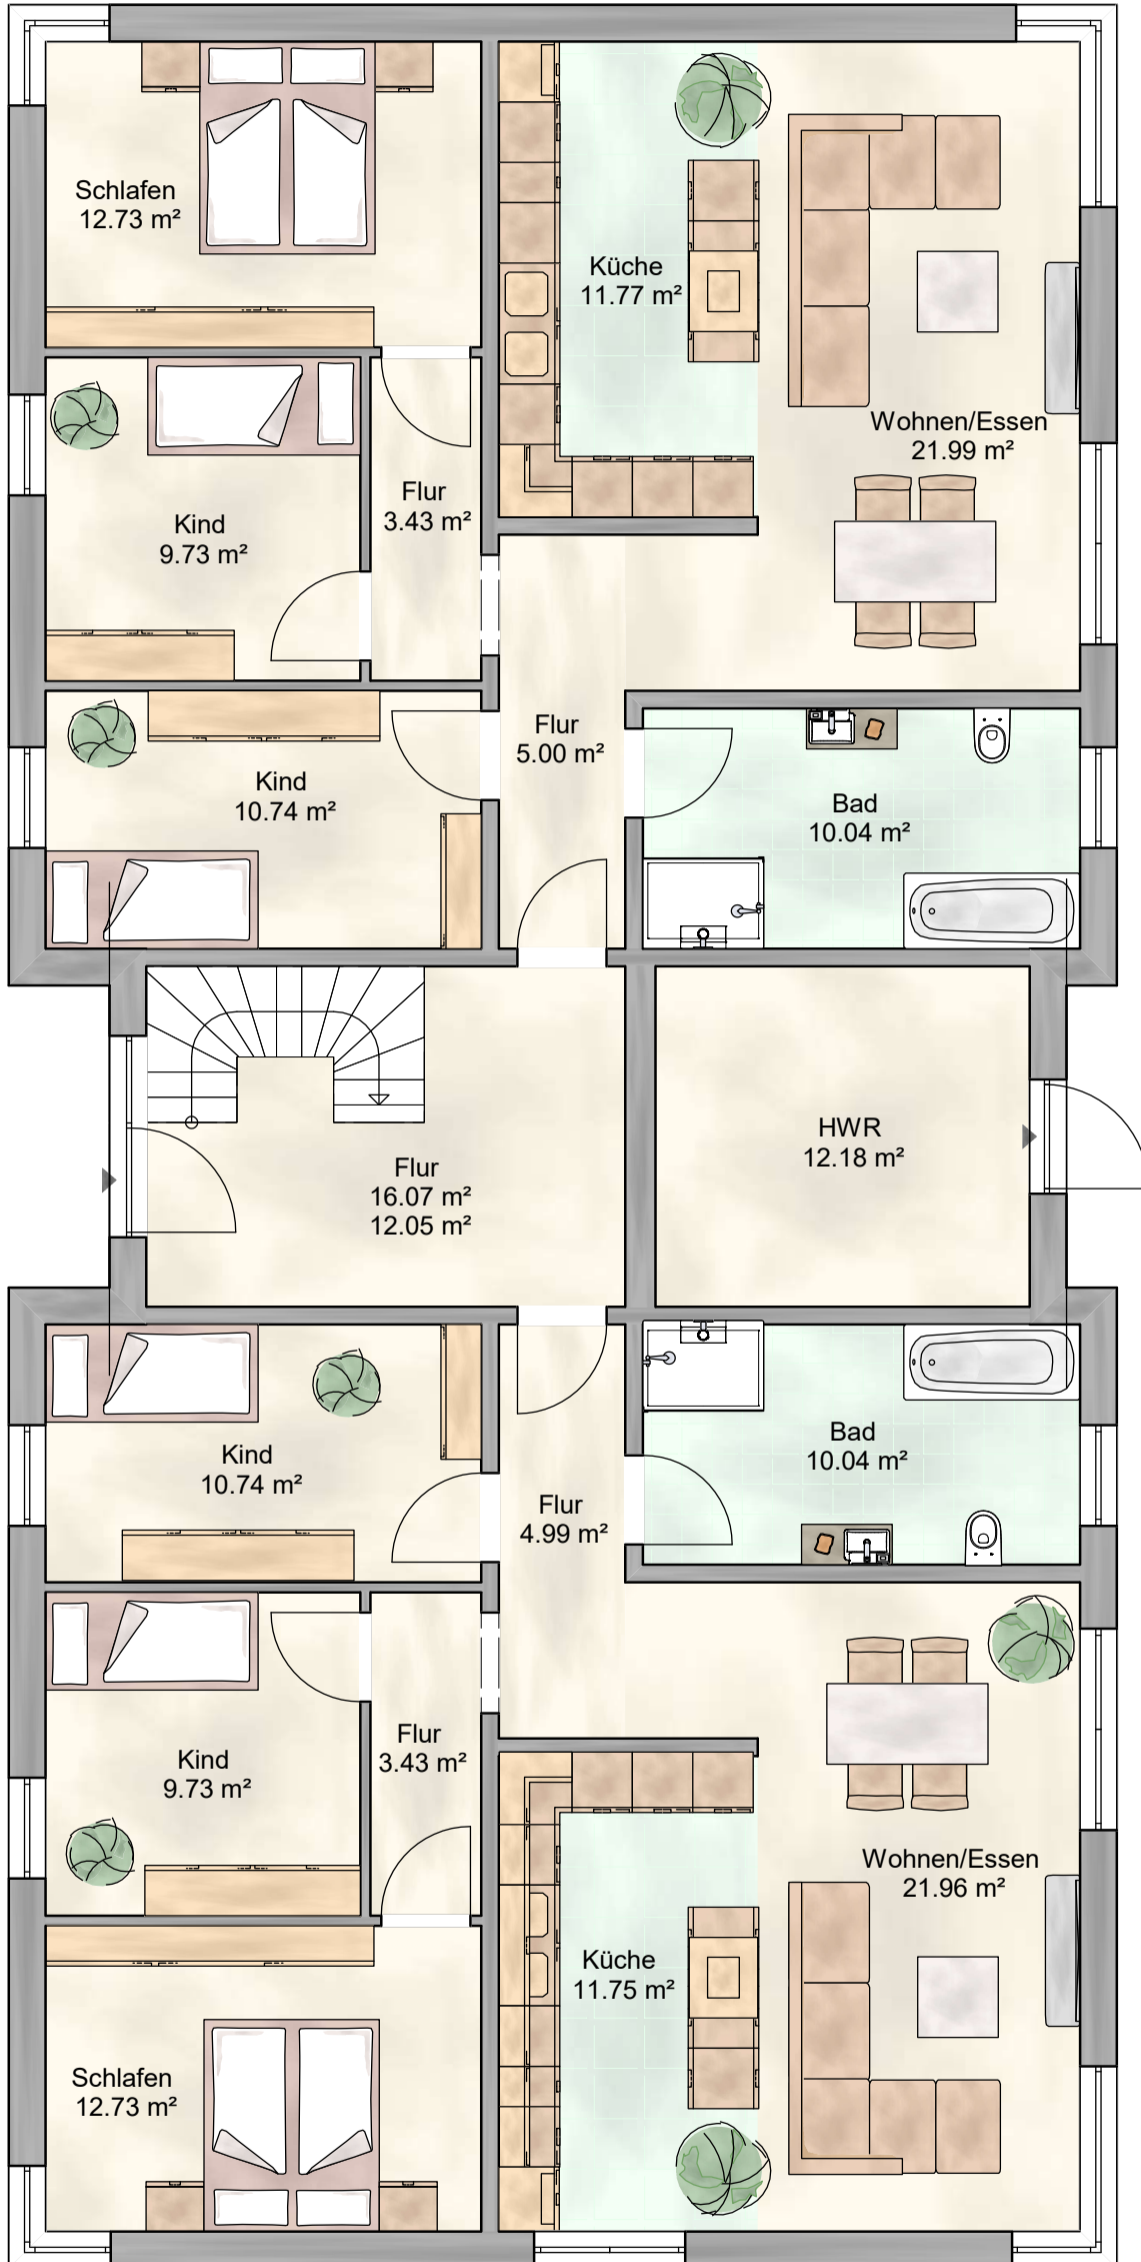 Schlafen
12.73 m²
Küche
11.77 m²
Wohnen/Essen
21.99 m²
Flur
3.43 m²
Kind
9.73 m²
Flur
5.00 m²
Kind
10.74 m²
Bad
10.04 m²
HWR
12.18 m²
Flur
16.07 m²
12.05 m²
Kind
10.74 m²
Bad
10.04 m²
Flur
4.99 m²
Flur
3.43 m²
Kind
9.73 m²
Wohnen/Essen
21.96 m²
Küche
11.75 m²
Schlafen
12.73 m²